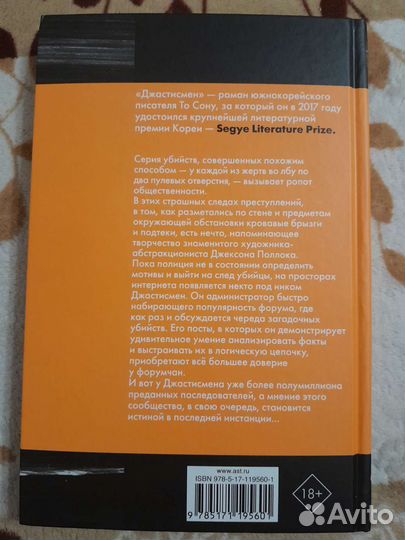 «Джастисмен» — роман южнокорейского
писателя То Сону, за который он в 2017 году
удостоился крупнейшей литературной
премии Кореи — Segye Literature Prize.
Серия убийств, совершенных похожим
способом — у каждой из жертв во лбу по
два пулевых отверстия, — вызывает ропот
общественности.
В этих страшных следах преступлений,
в том, как разметались по стене и предметам
окружающей обстановки кровавые брызги
и подтеки, есть нечто, напоминающее
творчество знаменитого художника-
абстракциониста Джексона Поллока.
Пока полиция не в состоянии определить
мотивы и выйти на след убийцы, на просторах
интернета появляется некто под ником
Джастисмен. Он администратор быстро
набирающего популярность форума, где
как раз и обсуждается череда загадочных
убийств. Его посты, в которых он демонстрирует
удивительное умение анализировать факты
и выстраивать их в логическую цепочку,
приобретают всё большее доверие
у форумчан.
И вот у Джастисмена уже более полумиллиона
преданных последователей, а мнение этого
сообщества, в свою очередь, становится
истиной в последней инстанции...
www.ast.ru
ISBN 978-5-17-119560-1
9 785171 195601
18+
Avito